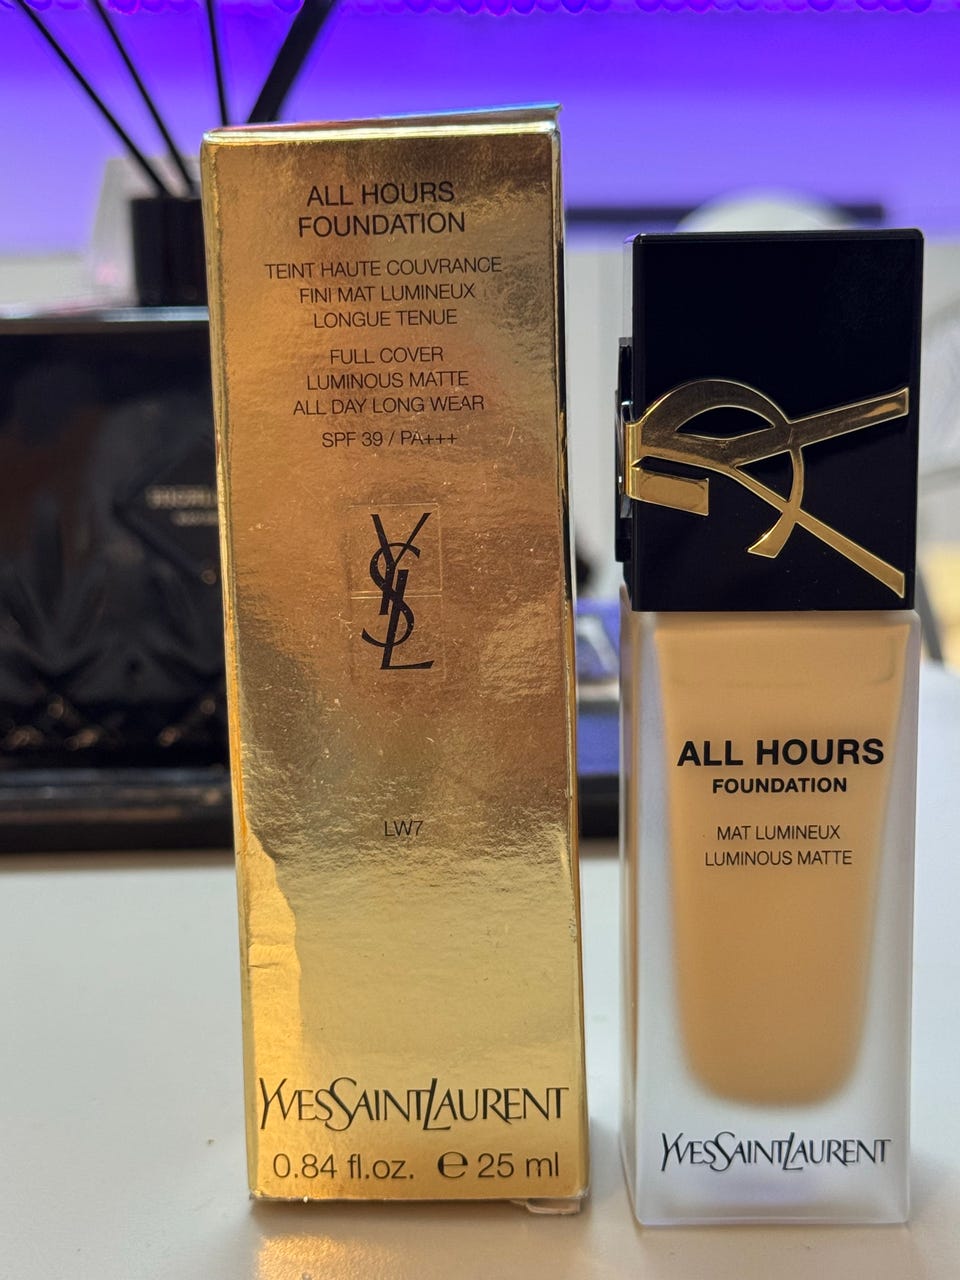 ALL HOURS
FOUNDATION
TEINT HAUTE COUVRANCE
FINI MAT LUMINEUX
LONGUE TENUE
FULL COVER
LUMINOUS MATTE
ALL DAY LONG WEAR
SPF 39 / PA+++
YSL
LW7
YVESSAINTLAURENT
0.84 fl.oz. ℮ 25 ml
YSL
ALL HOURS
FOUNDATION
MAT LUMINEUX
LUMINOUS MATTE
YVESSAINTLAURENT